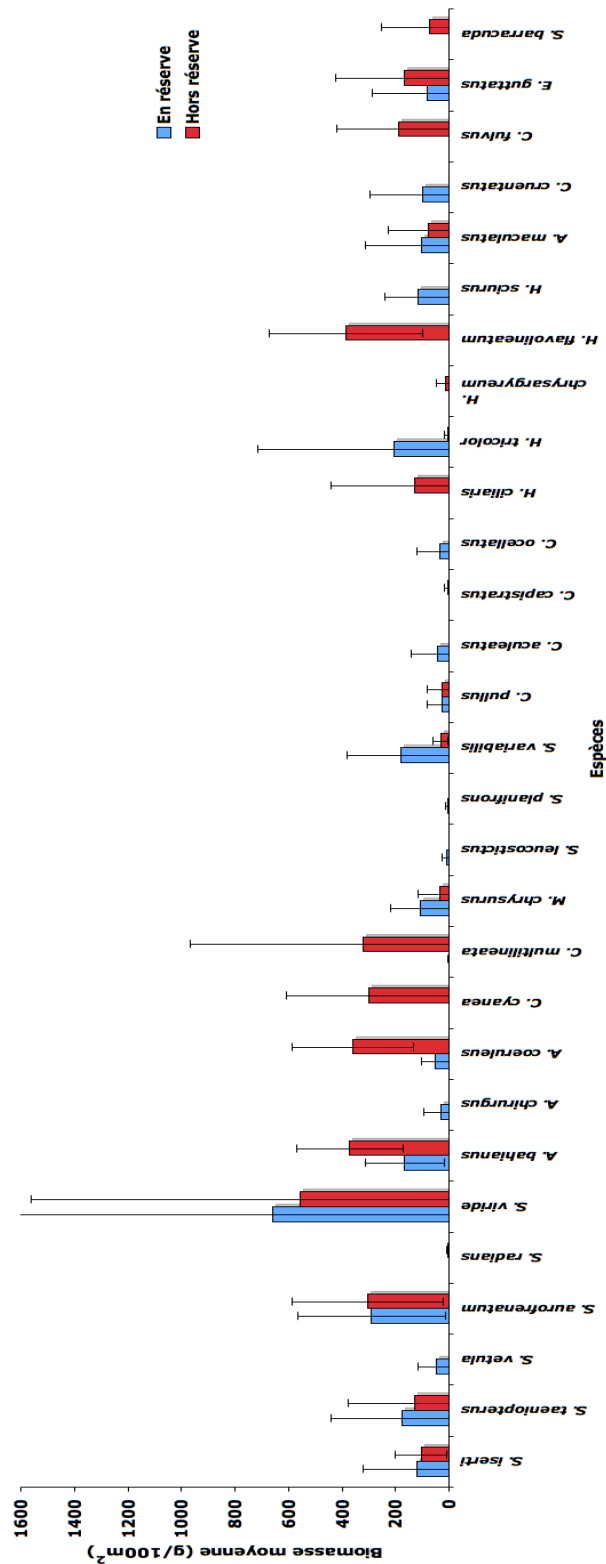 Biomasse moyenne (g/100m²)
1600
1400
1200
1000
800
600
400
200
0
En réserve
Hors réserve
S. iserti
S. taeniopterus
S. vetula
S. aurofrenatum
S. radians
S. viride
A. bahianus
A. chirurgus
A. coeruleus
C. cyanea
C. multilineata
M. chrysurus
S. leucostictus
S. planifrons
S. variabilis
C. pullus
C. aculeatus
C. capistratus
C. ocellatus
H. ciliaris
H. tricolor
H.
chrysargyreum
H. flavolineatum
H. sciurus
A. maculatus
C. cruentatus
C. fulvus
E. guttatus
S. barracuda
Espèces